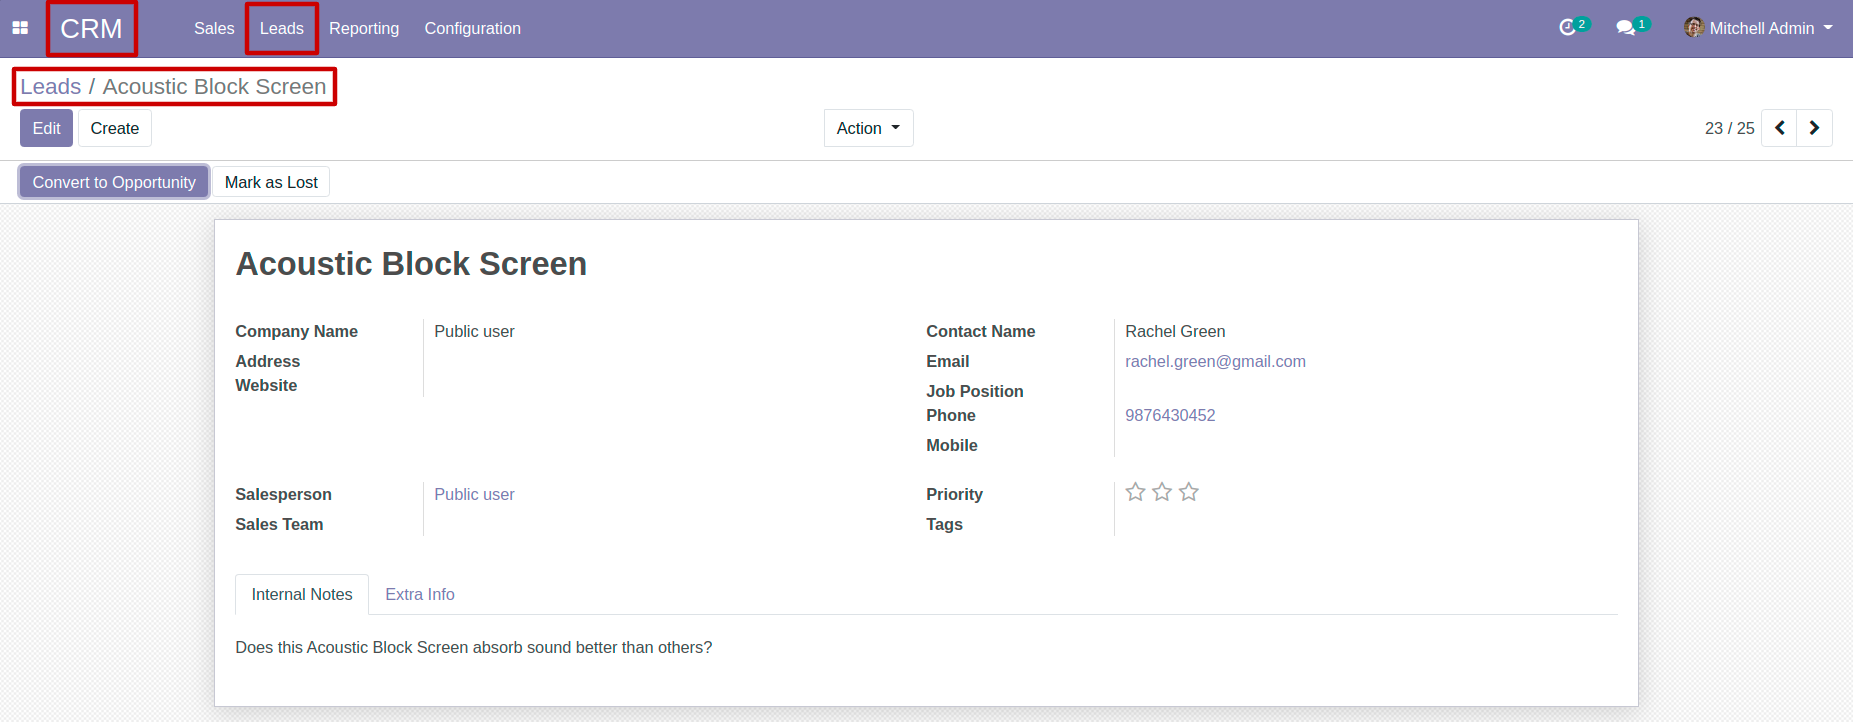 CRM Sales Leads Reporting Configuration 2 1 Mitchell Admin
Leads / Acoustic Block Screen
Edit Create Action 23 / 25
Convert to Opportunity Mark as Lost
Acoustic Block Screen
Company Name Public user Contact Name Rachel Green
Address Email rachel.green@gmail.com
Website Job Position
Phone 9876430452
Mobile
Salesperson Public user Priority
Sales Team Tags
Internal Notes Extra Info
Does this Acoustic Block Screen absorb sound better than others?